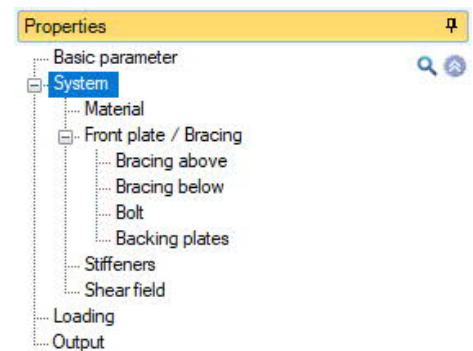 Properties
Basic parameter
System
Material
Front plate / Bracing
Bracing above
Bracing below
Bolt
Backing plates
Stiffeners
Shear field
Loading
Output